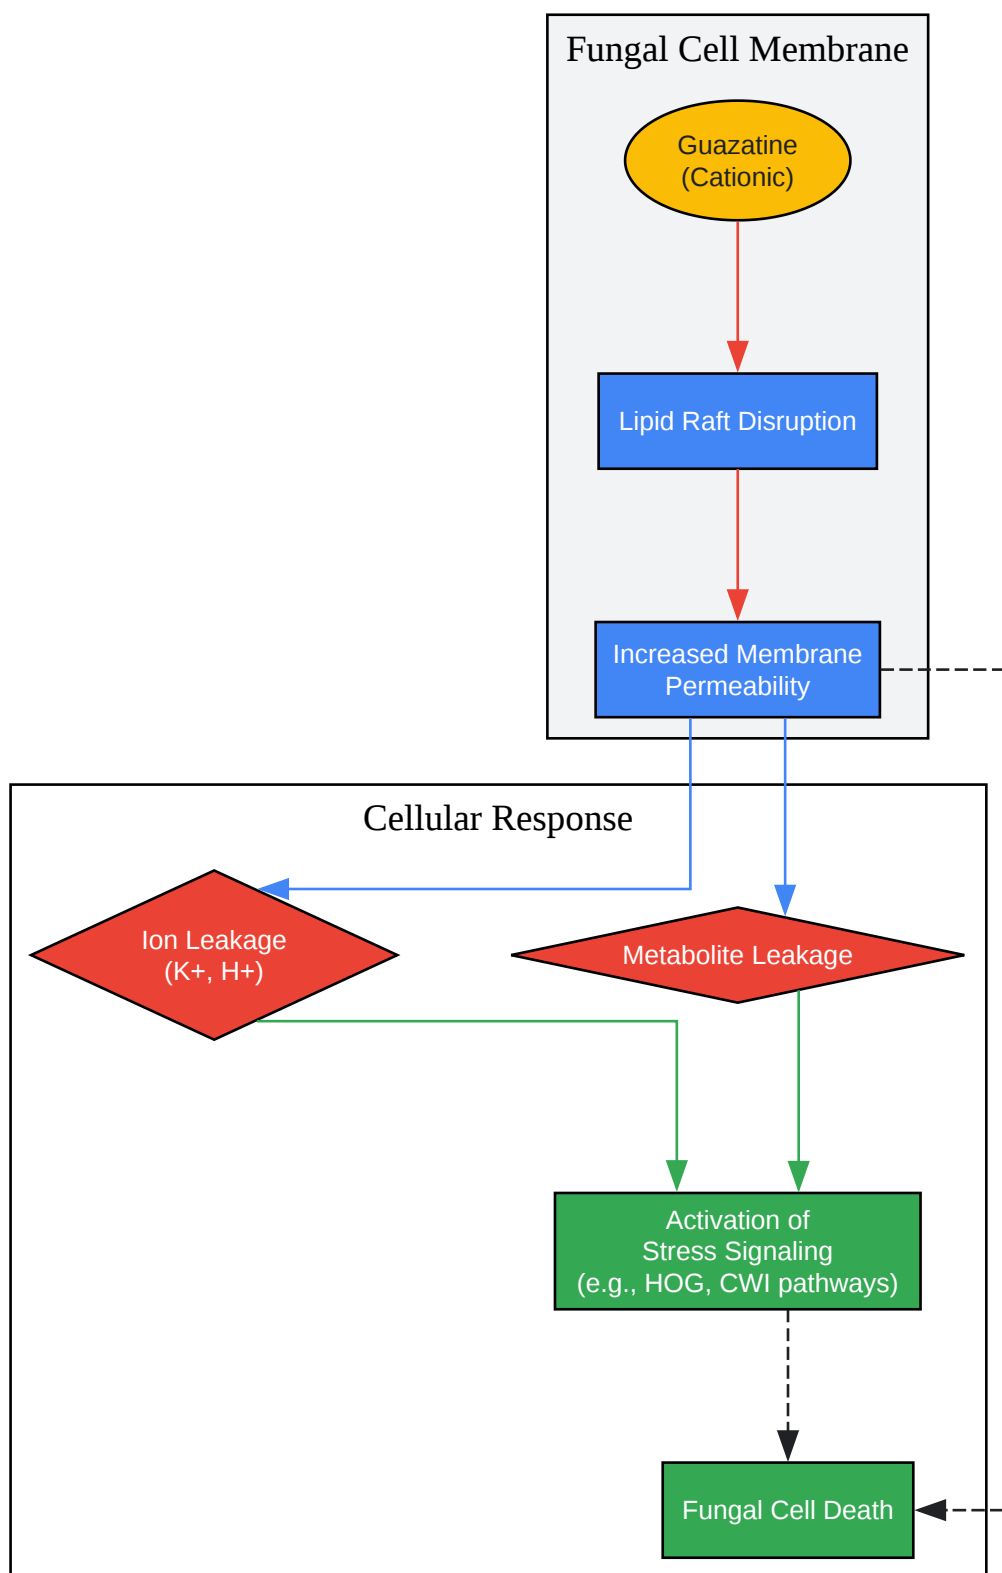 Fungal Cell Membrane
Guazatine
(Cationic)
Lipid Raft Disruption
Increased Membrane
Permeability
Cellular Response
Ion Leakage
(K+, H+)
Metabolite Leakage
Activation of
Stress Signaling
(e.g., HOG, CWI pathways)
Fungal Cell Death